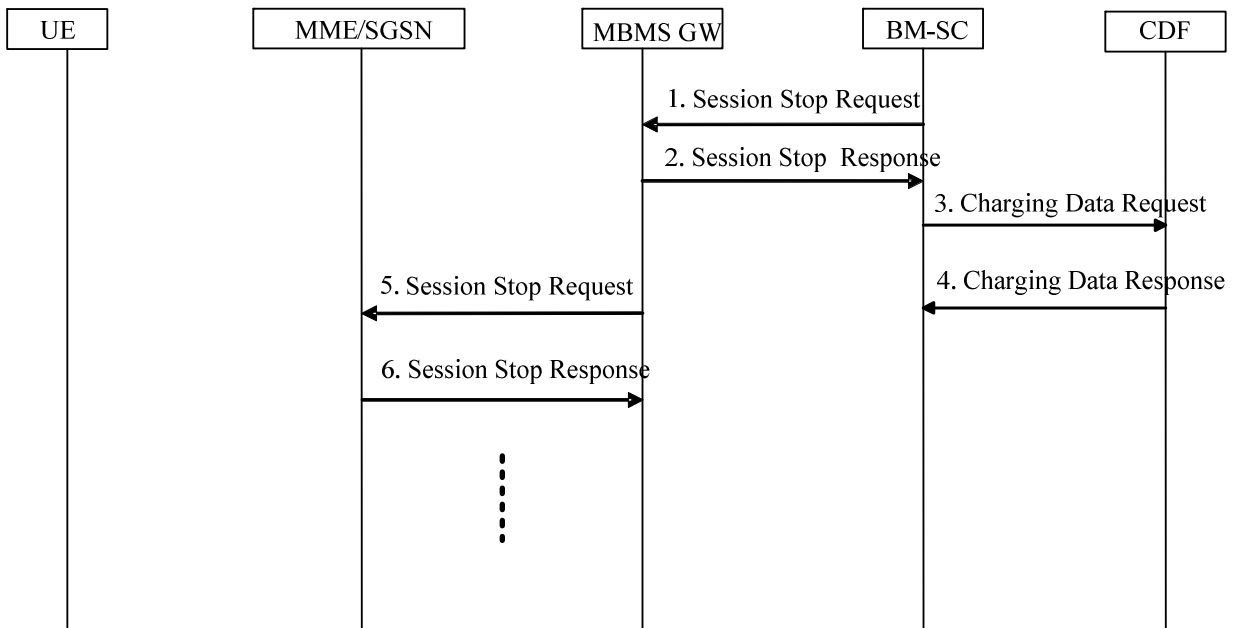 UE
MME/SGSN
MBMS GW
BM-SC
CDF
1. Session Stop Request
2. Session Stop Response
3. Charging Data Request
4. Charging Data Response
5. Session Stop Request
6. Session Stop Response